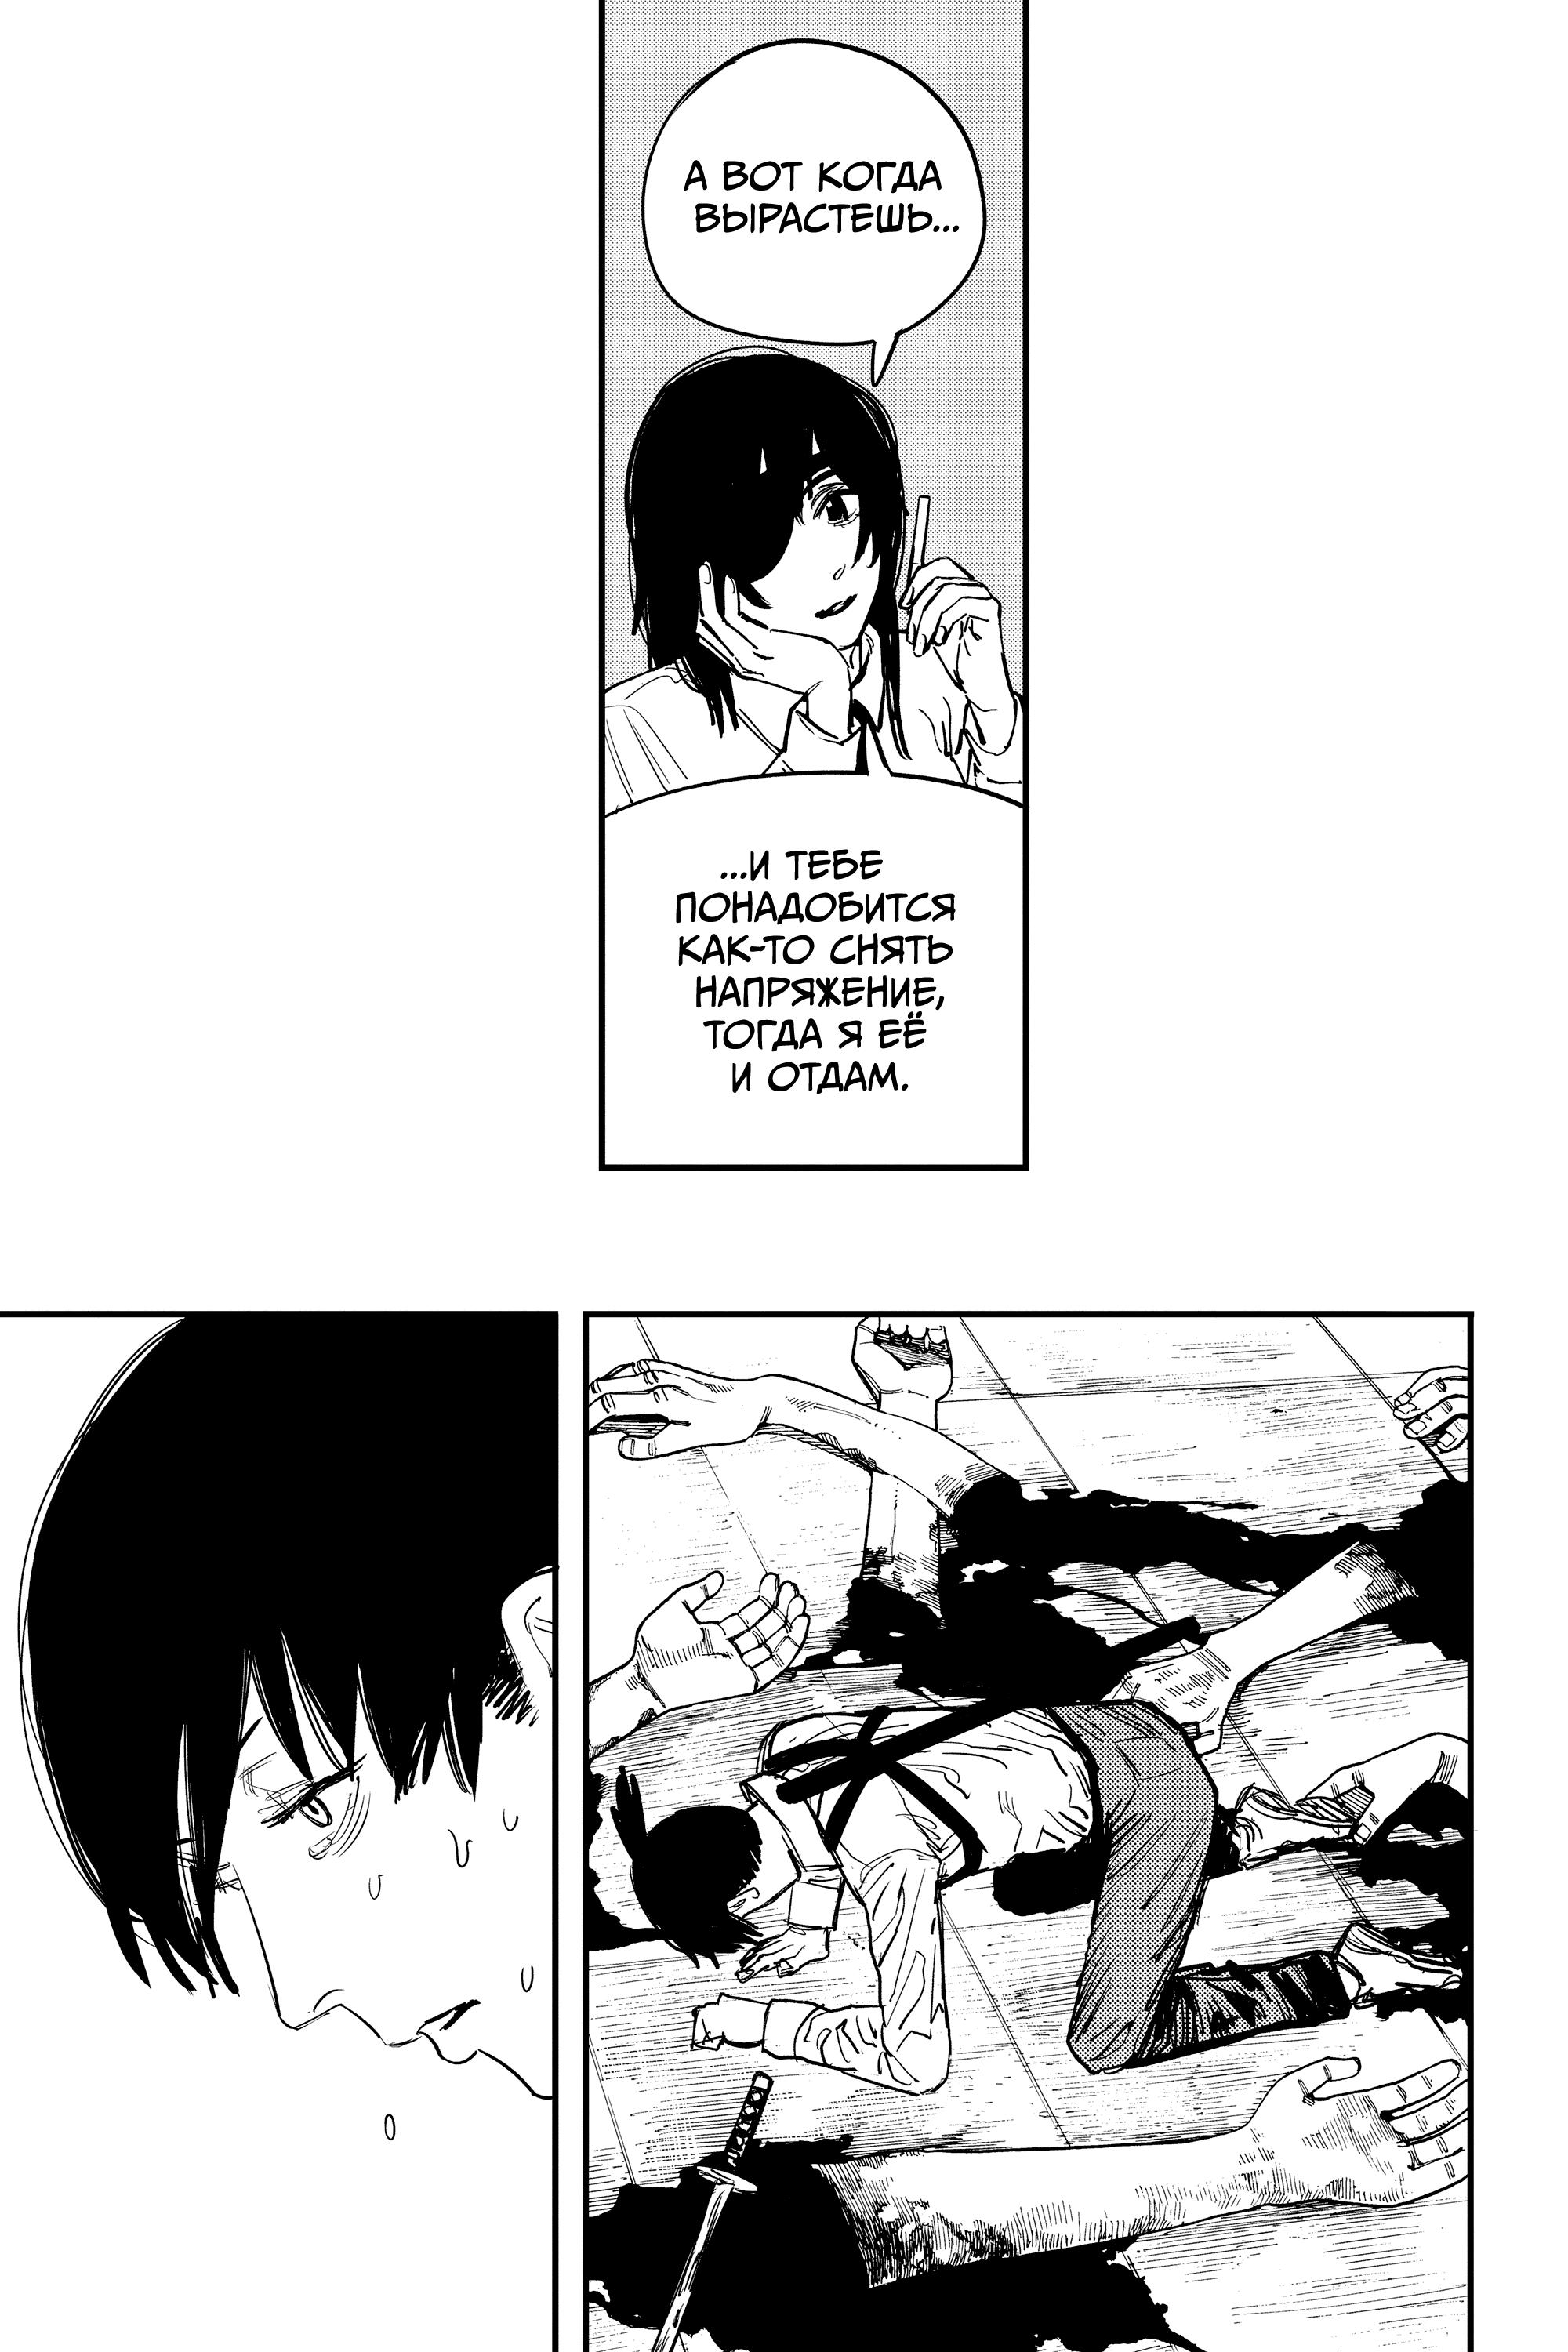 А ВОТ КОГДА
ВЫРАСТЕШЬ...
...И ТЕБЕ
ПОНАДОБИТСЯ
КАК-ТО СНЯТЬ
НАПРЯЖЕНИЕ,
ТОГДА Я ЕЁ
И ОТДАМ.